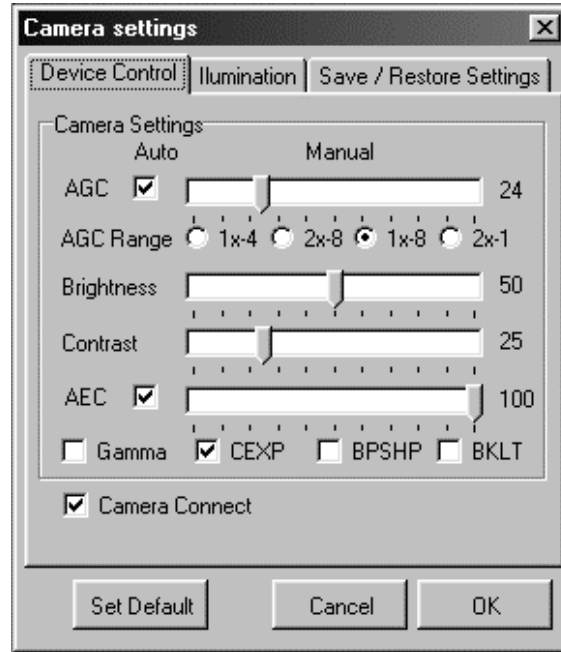 Camera settings
Device Control Ilumination Save / Restore Settings
Camera Settings
Auto Manual
AGC 24
AGC Range 1x-4 2x-8 1x-8 2x-1
Brightness 50
Contrast 25
AEC 100
Gamma CEXP BPSHP BKLT
Camera Connect
Set Default Cancel OK